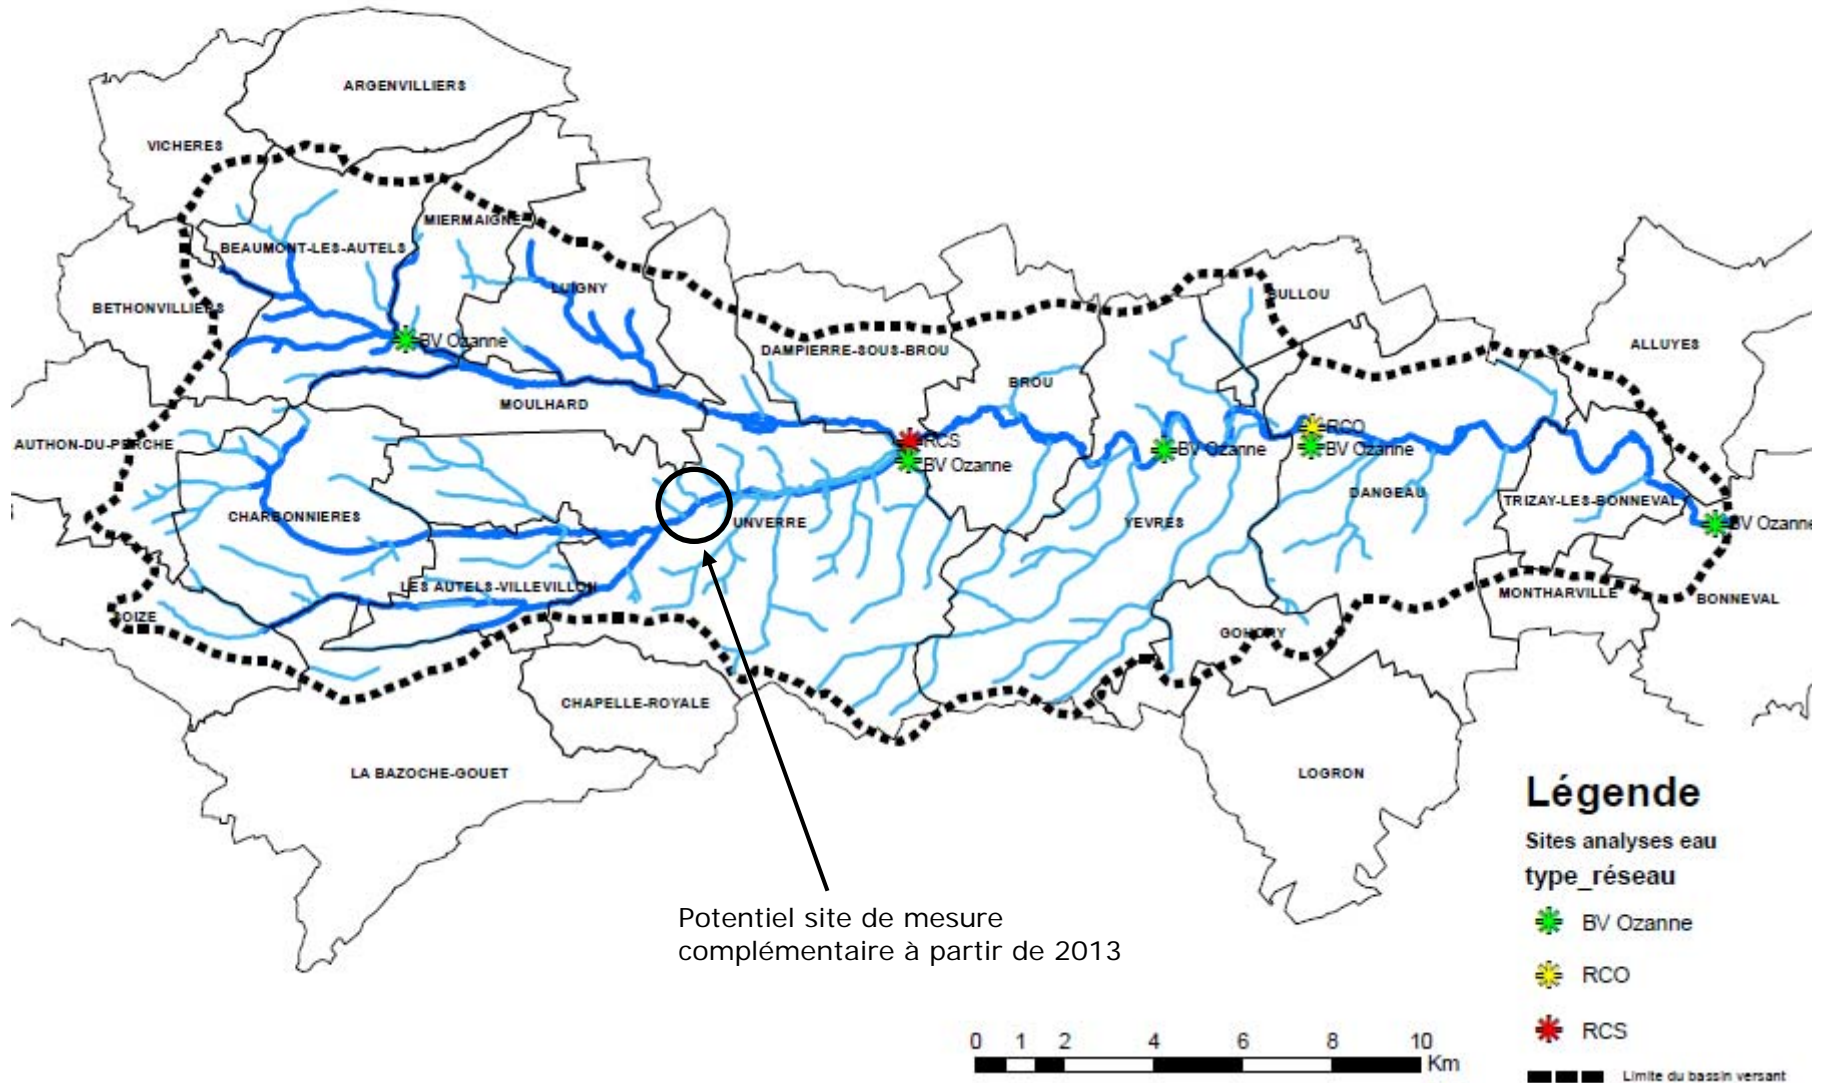 ARGENVILLIERS
VICHERES
MIERMAIGNE
BEAUMONT-LES-AUTELS
LUIGNY
BULLOU
BETHONVILLIERS
BV Ozanne
DAMPIERRE-SOUS-BROU
ALLUYES
BROU
MOULHARD
AUTHON-DU-PERCHE
RCS
RCO
BV Ozanne
BV Ozanne
BV Ozanne
DANGEAU
TRIZAY-LES-BONNEVAL
CHARBONNIERES
UNVERRE
YEVRES
BV Ozanne
LES AUTELS-VILLEVILLON
MONTHARVILLE
BONNEVAL
SOIZE
GOHORY
CHAPELLE-ROYALE
LA BAZOCHE-GOUET
LOGRON
Potentiel site de mesure
complémentaire à partir de 2013
Légende
Sites analyses eau
type_réseau
BV Ozanne
RCO
RCS
Limite du bassin versant
0 1 2 4 6 8 10
Km